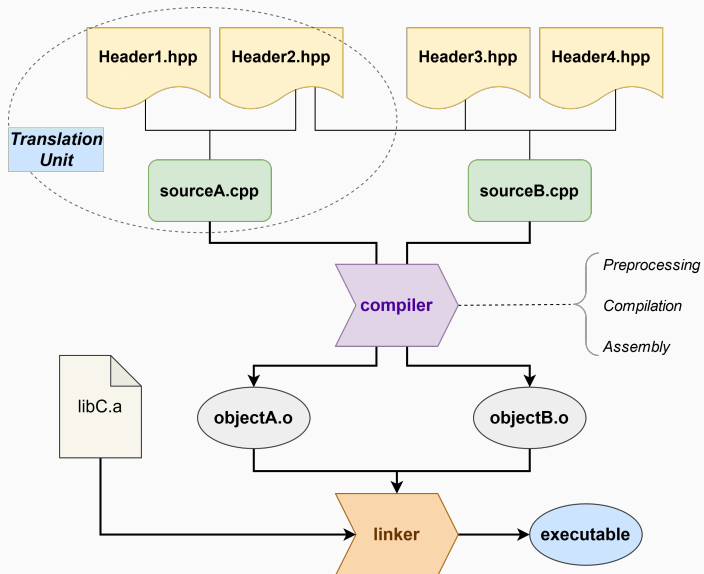 Header1.hpp
Header2.hpp
Header3.hpp
Header4.hpp
Translation
Unit
sourceA.cpp
sourceB.cpp
compiler
Preprocessing
Compilation
Assembly
libC.a
objectA.o
objectB.o
linker
executable